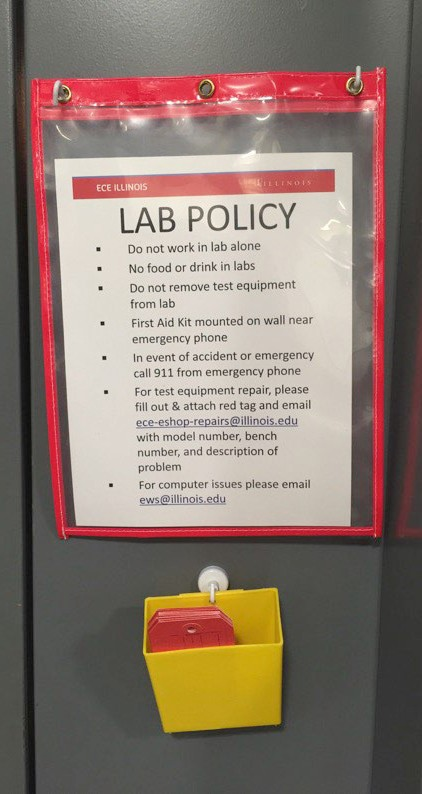 ECE ILLINOIS
ILLINOIS
LAB POLICY
▪ Do not work in lab alone
▪ No food or drink in labs
▪ Do not remove test equipment
from lab
▪ First Aid Kit mounted on wall near
emergency phone
▪ In event of accident or emergency
call 911 from emergency phone
▪ For test equipment repair, please
fill out & attach red tag and email
ece-eshop-repairs@illinois.edu
with model number, bench
number, and description of
problem
▪ For computer issues please email
ews@illinois.edu